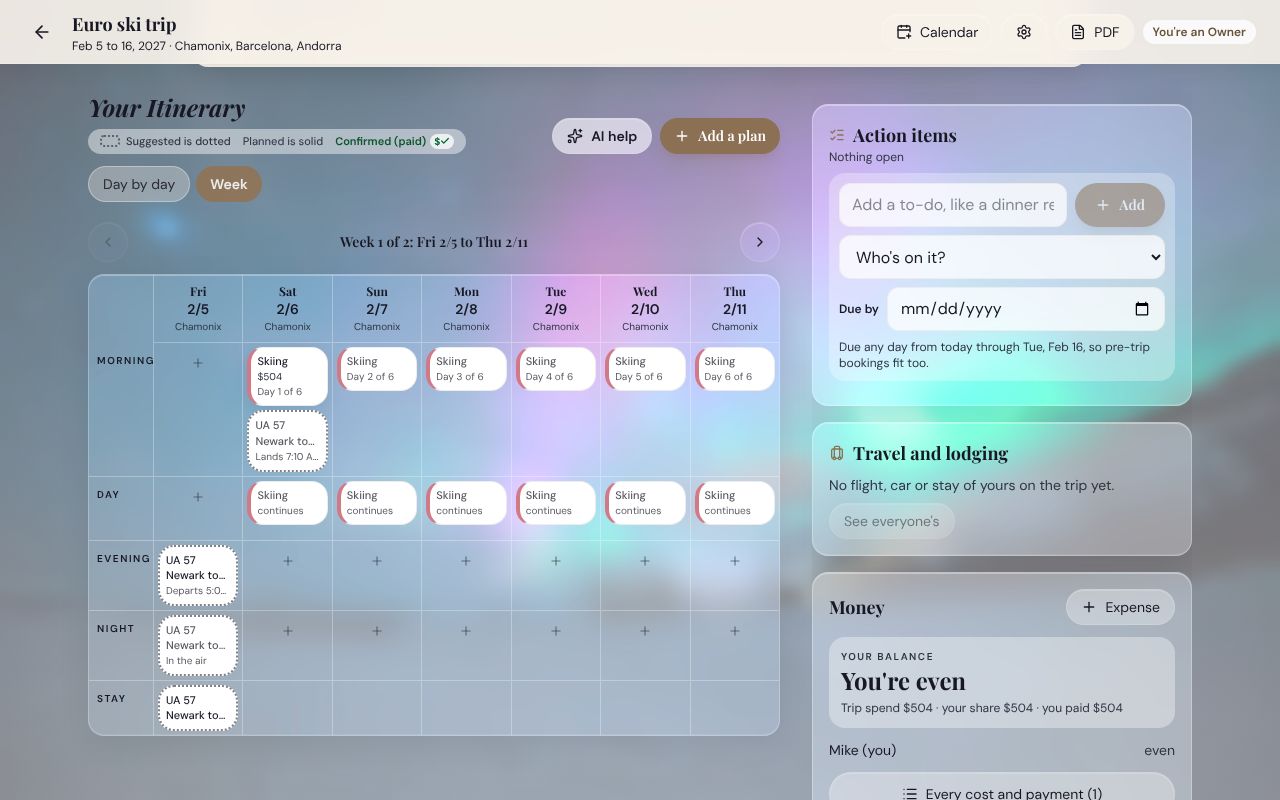 Euro ski trip
Feb 5 to 16, 2027 · Chamonix, Barcelona, Andorra
Calendar
PDF
You're an Owner
Your Itinerary
Suggested is dotted Planned is solid Confirmed (paid) $✓
AI help
+ Add a plan
Day by day
Week
Week 1 of 2: Fri 2/5 to Thu 2/11
Fri Sat Sun Mon Tue Wed Thu
2/5 2/6 2/7 2/8 2/9 2/10 2/11
Chamonix Chamonix Chamonix Chamonix Chamonix Chamonix Chamonix
MORNING
+
Skiing
$504
Day 1 of 6
Skiing
Day 2 of 6
Skiing
Day 3 of 6
Skiing
Day 4 of 6
Skiing
Day 5 of 6
Skiing
Day 6 of 6
UA 57
Newark to...
Lands 7:10 A...
DAY
+
Skiing
continues
Skiing
continues
Skiing
continues
Skiing
continues
Skiing
continues
Skiing
continues
EVENING
UA 57
Newark to...
Departs 5:0...
+ + + + + +
NIGHT
UA 57
Newark to...
In the air
+ + + + + +
STAY
UA 57
Newark to...
Action items
Nothing open
Add a to-do, like a dinner re
+ Add
Who's on it?
Due by
mm/dd/yyyy
Due any day from today through Tue, Feb 16, so pre-trip
bookings fit too.
Travel and lodging
No flight, car or stay of yours on the trip yet.
See everyone's
Money
+ Expense
YOUR BALANCE
You're even
Trip spend $504 · your share $504 · you paid $504
Mike (you) even
Every cost and payment (1)